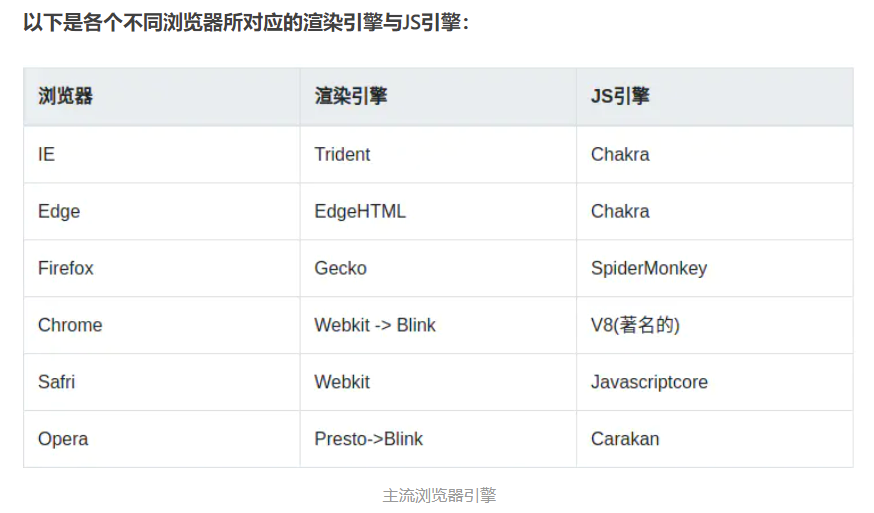 以下是各个不同浏览器所对应的渲染引擎与JS引擎：
浏览器 渲染引擎 JS引擎
IE Trident Chakra
Edge EdgeHTML Chakra
Firefox Gecko SpiderMonkey
Chrome Webkit -> Blink V8(著名的)
Safri Webkit Javascriptcore
Opera Presto->Blink Carakan
主流浏览器引擎